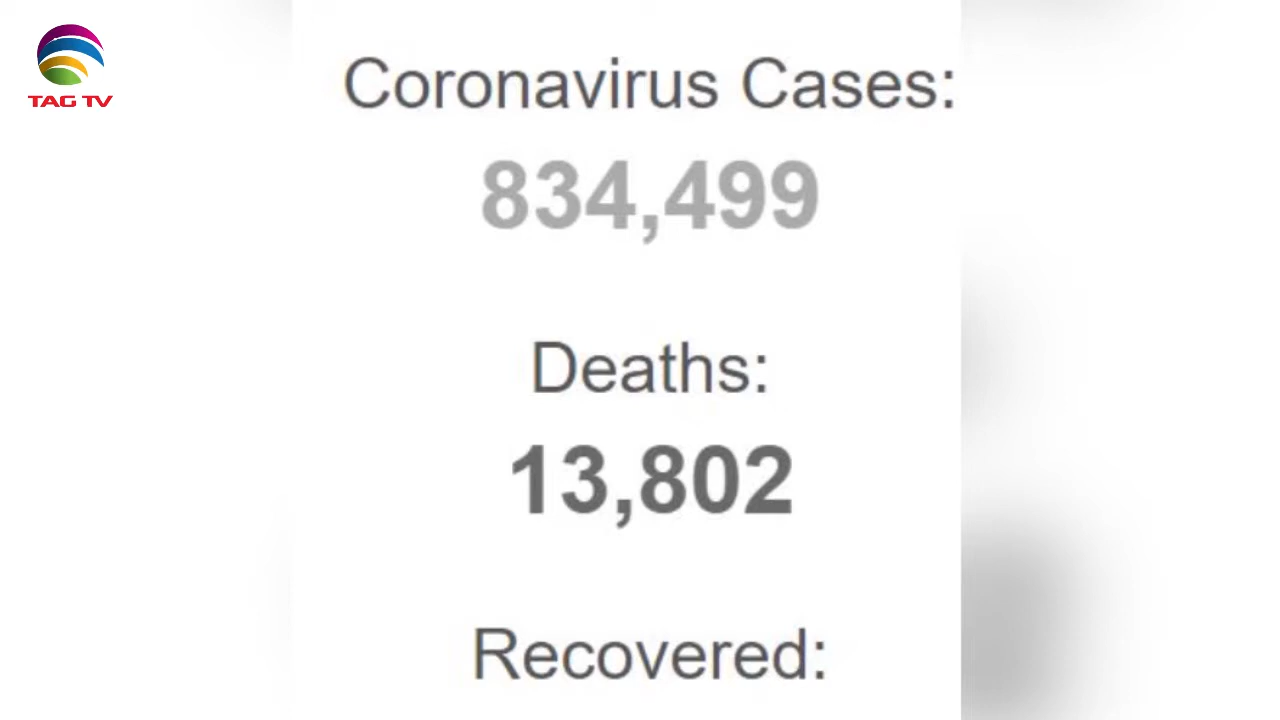 TAG TV
Coronavirus Cases:
834,499
Deaths:
13,802
Recovered: